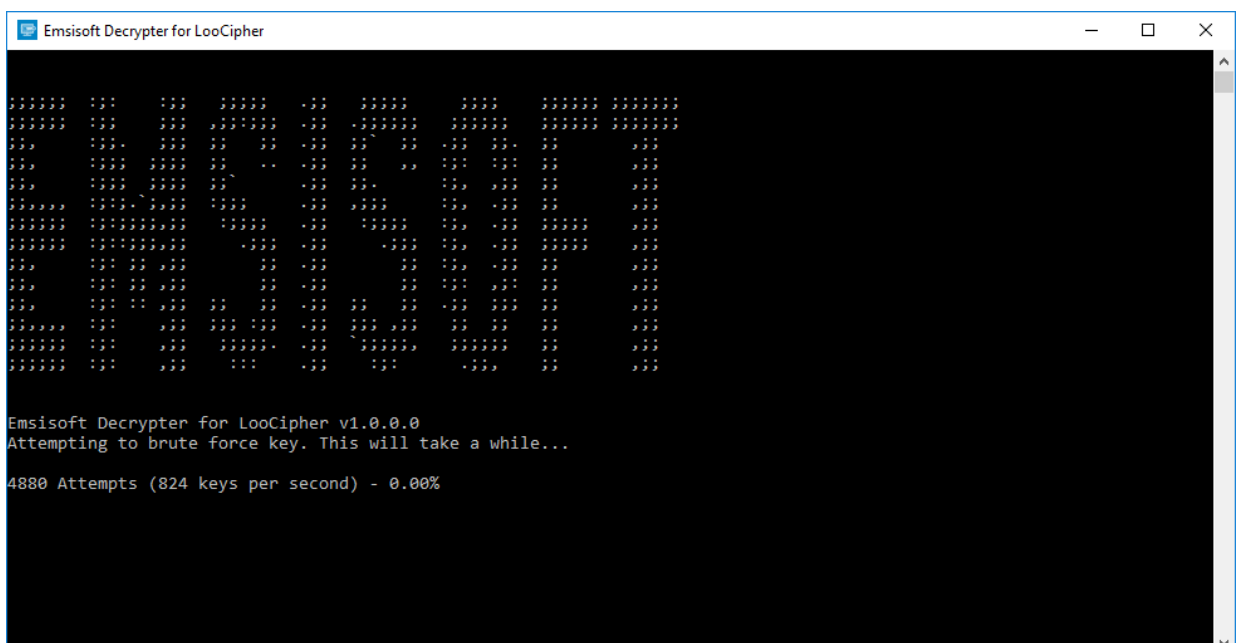 Emsisoft Decrypter for LooCipher
EMSISOFT
Emsisoft Decrypter for LooCipher v1.0.0.0
Attempting to brute force key. This will take a while...
4880 Attempts (824 keys per second) - 0.00%